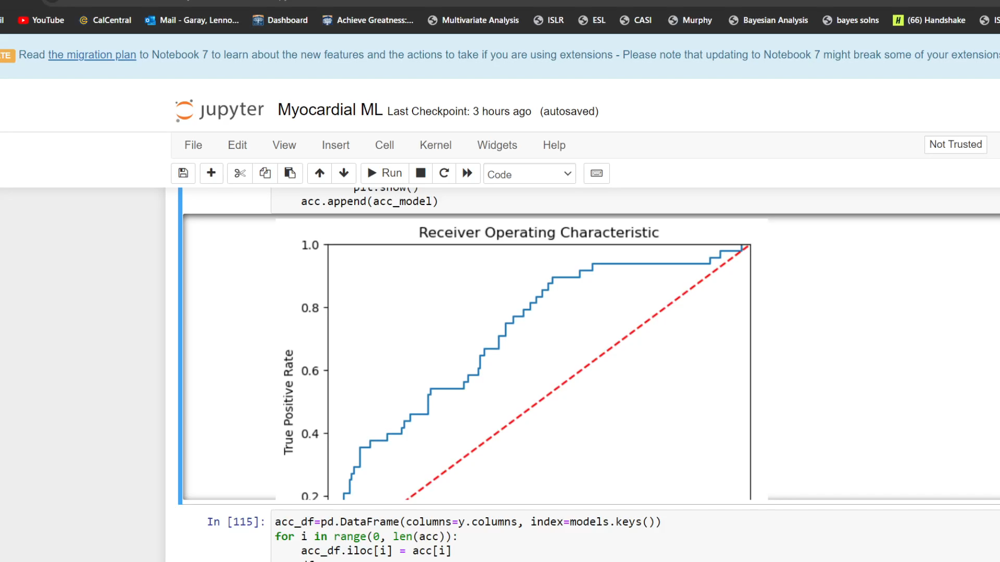 il YouTube CalCentral Mail - Garay, Lenno... Dashboard Achieve Greatness:... Multivariate Analysis ISLR ESL CASI Murphy Bayesian Analysis bayes solns (66) Handshake IS
TE Read the migration plan to Notebook 7 to learn about the new features and the actions to take if you are using extensions - Please note that updating to Notebook 7 might break some of your extensions
jupyter Myocardial ML Last Checkpoint: 3 hours ago (autosaved)
File Edit View Insert Cell Kernel Widgets Help Not Trusted
Run Code
plt.show()
acc.append(acc_model)
Receiver Operating Characteristic
1.0
0.8
0.6
0.4
0.2
True Positive Rate
In [115]: acc_df=pd.DataFrame(columns=y.columns, index=models.keys())
for i in range(0, len(acc)):
acc_df.iloc[i] = acc[i]